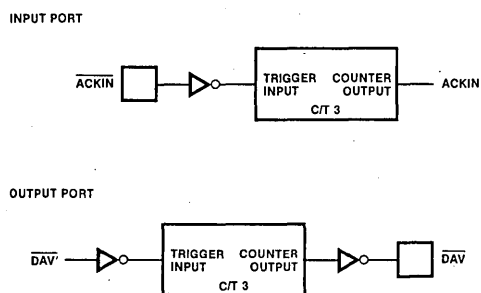 INPUT PORT
ACKIN
TRIGGER INPUT
COUNTER OUTPUT
C/T 3
ACKIN
OUTPUT PORT
DAV'
TRIGGER INPUT
COUNTER OUTPUT
C/T 3
DAV